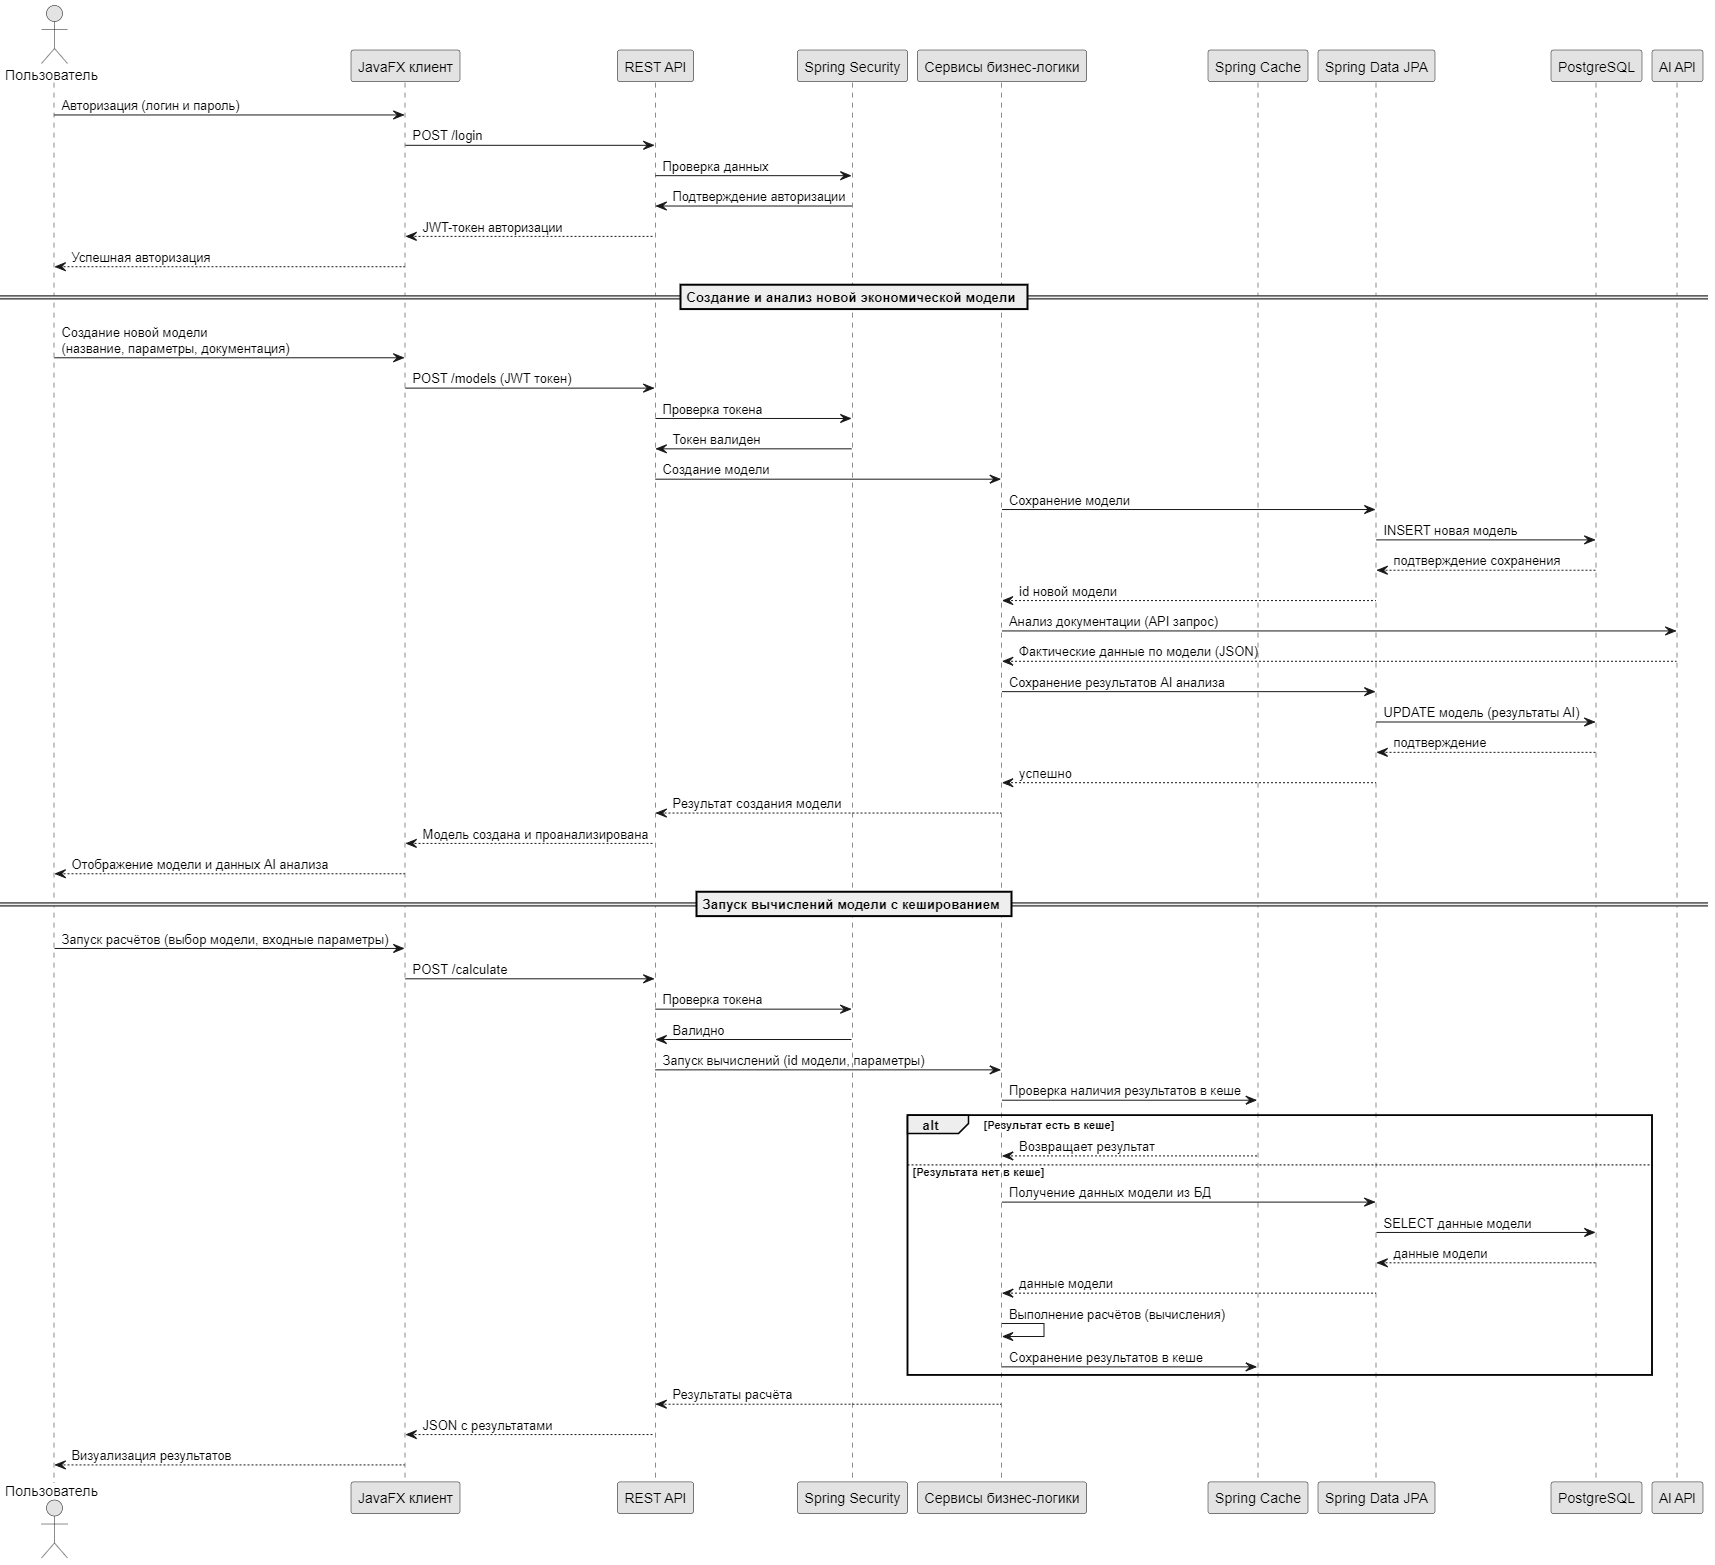 Пользователь
JavaFX клиент
REST API
Spring Security
Сервисы бизнес-логики
Spring Cache
Spring Data JPA
PostgreSQL
AI API
Авторизация (логин и пароль)
POST /login
Проверка данных
Подтверждение авторизации
JWT-токен авторизации
Успешная авторизация
Создание и анализ новой экономической модели
Создание новой модели
(название, параметры, документация)
POST /models (JWT токен)
Проверка токена
Токен валиден
Создание модели
Сохранение модели
INSERT новая модель
подтверждение сохранения
id новой модели
Анализ документации (API запрос)
Фактические данные по модели (JSON)
Сохранение результатов AI анализа
UPDATE модель (результаты AI)
подтверждение
успешно
Результат создания модели
Модель создана и проанализирована
Отображение модели и данных AI анализа
Запуск вычислений модели с кешированием
Запуск расчётов (выбор модели, входные параметры)
POST /calculate
Проверка токена
Валидно
Запуск вычислений (id модели, параметры)
Проверка наличия результатов в кеше
alt [Результат есть в кеше]
Возвращает результат
[Результата нет в кеше]
Получение данных модели из БД
SELECT данные модели
данные модели
данные модели
Выполнение расчётов (вычисления)
Сохранение результатов в кеше
Результаты расчёта
JSON с результатами
Визуализация результатов
Пользователь
JavaFX клиент
REST API
Spring Security
Сервисы бизнес-логики
Spring Cache
Spring Data JPA
PostgreSQL
AI API